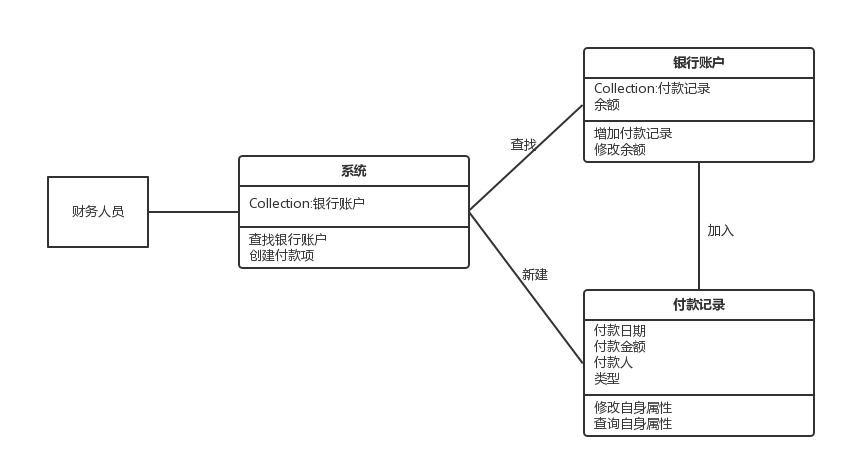 财务人员
系统
Collection:银行账户
查找银行账户
创建付款项
查找
新建
银行账户
Collection:付款记录
余额
增加付款记录
修改余额
加入
付款记录
付款日期
付款金额
付款人
类型
修改自身属性
查询自身属性